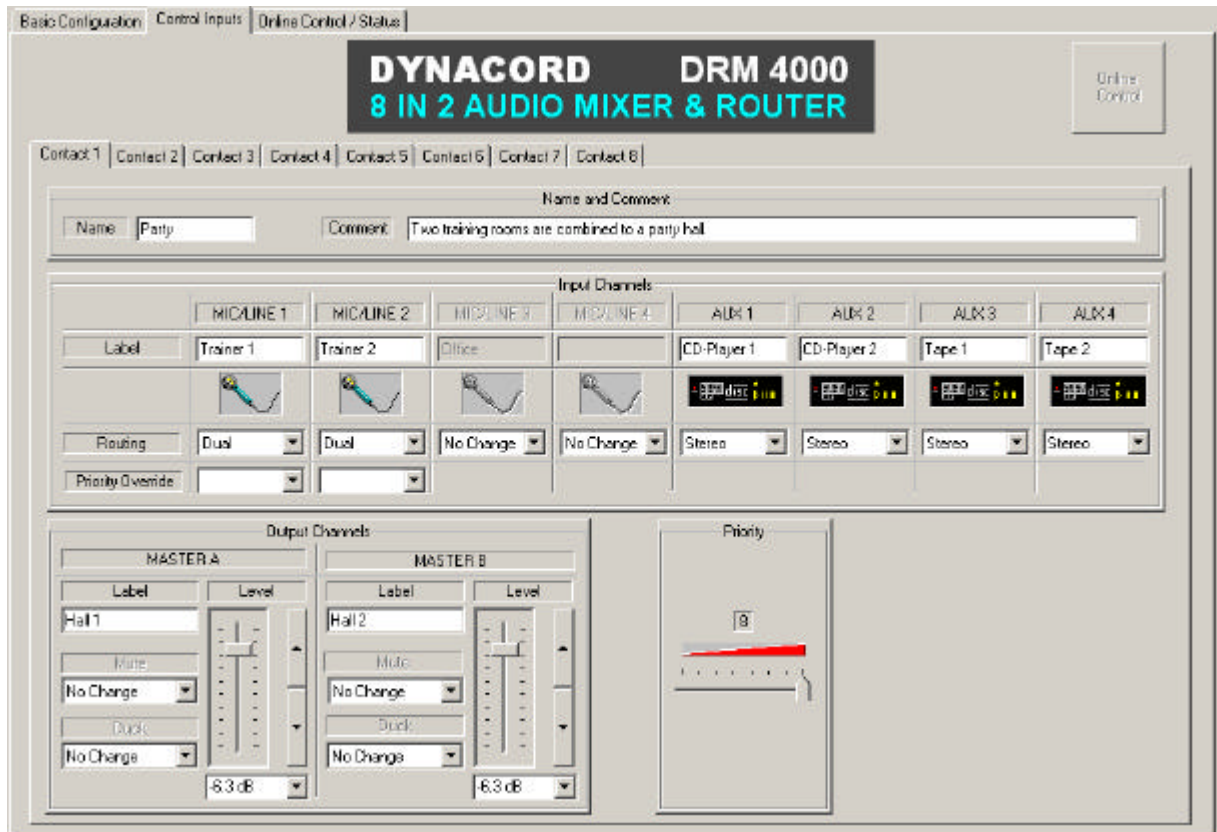 Basic Configuration Control Inputs Online Control / Status
DYNACORD DRM 4000
8 IN 2 AUDIO MIXER & ROUTER
Online
Control
Contact 1 Contact 2 Contact 3 Contact 4 Contact 5 Contact 6 Contact 7 Contact 8
Name and Comment
Name Party Comment Two training rooms are combined to a party hall.
Input Channels
MIC/LINE 1 MIC/LINE 2 MIC/LINE 3 MIC/LINE 4 AUX 1 AUX 2 AUX 3 AUX 4
Label Trainer 1 Trainer 2 Office CD-Player 1 CD-Player 2 Tape 1 Tape 2
disc disc disc disc
Routing Dual Dual No Change No Change Stereo Stereo Stereo Stereo
Priority Override
Output Channels Priority
MASTER A MASTER B
Label Level Label Level
Hall 1 Hall 2
8
Mute Mute
No Change No Change
Duck Duck
No Change No Change
-6.3 dB -6.3 dB